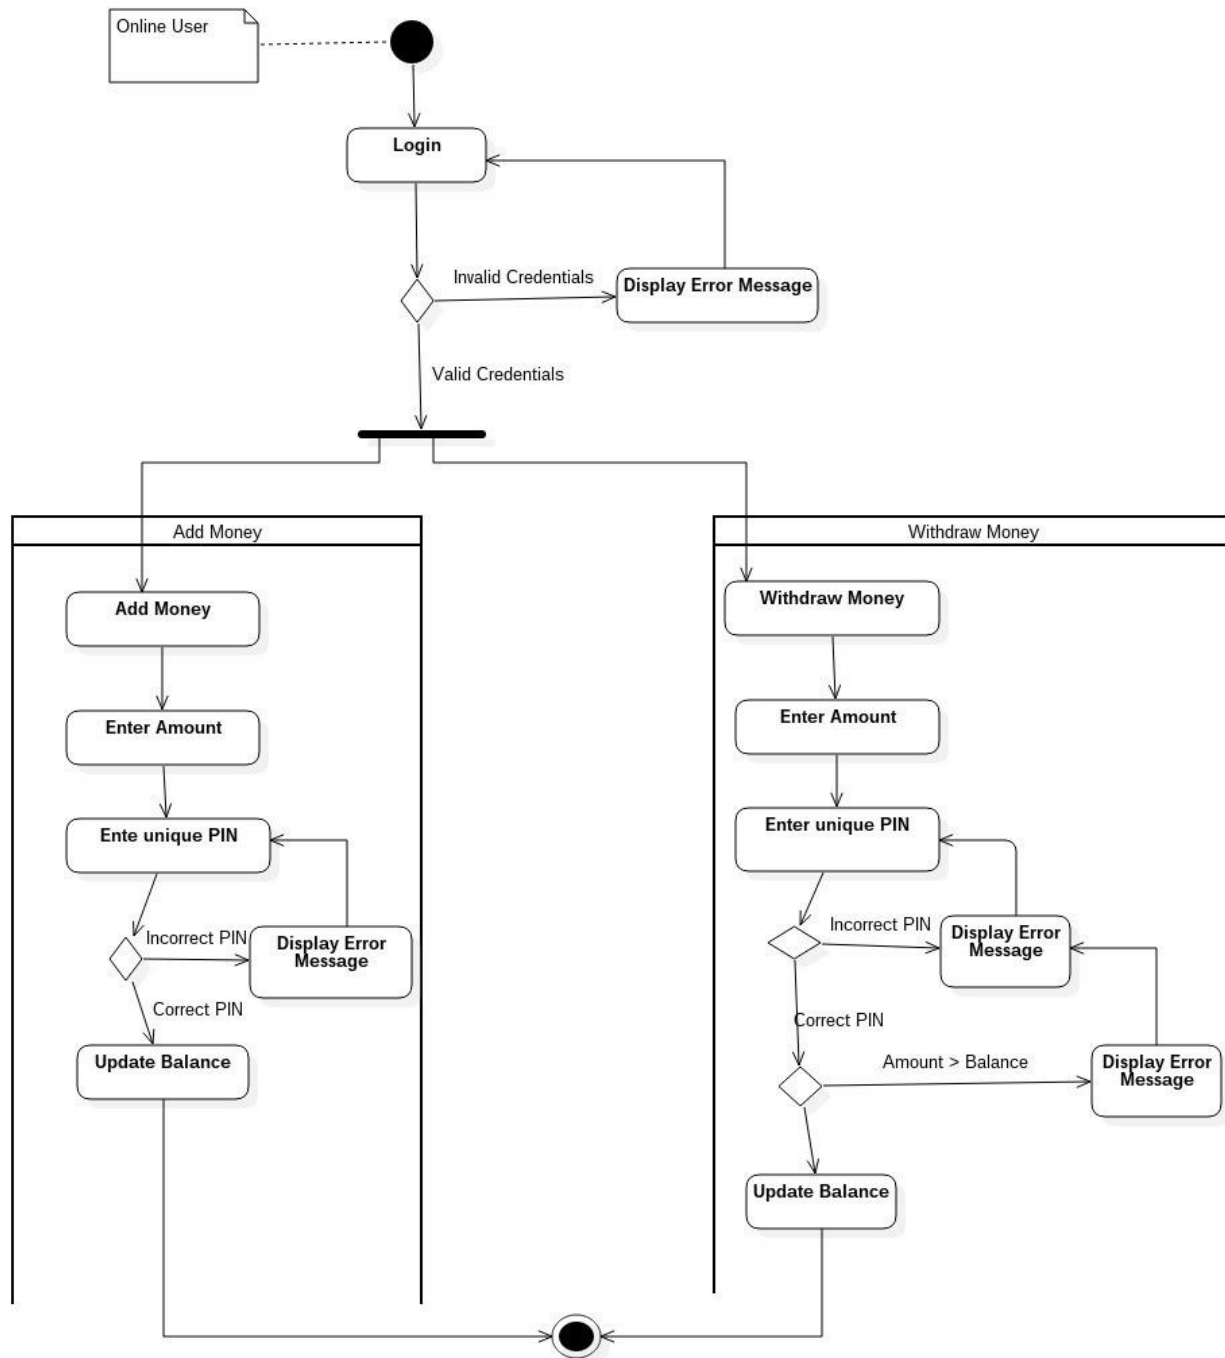 Online User
Login
Invalid Credentials
Display Error Message
Valid Credentials
Add Money
Add Money
Enter Amount
Ente unique PIN
Incorrect PIN
Display Error
Message
Correct PIN
Update Balance
Withdraw Money
Withdraw Money
Enter Amount
Enter unique PIN
Incorrect PIN
Display Error
Message
Correct PIN
Amount > Balance
Display Error
Message
Update Balance